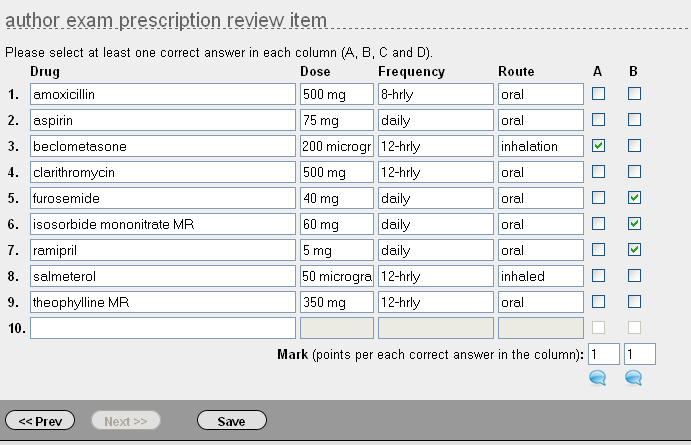 author exam prescription review item
Please select at least one correct answer in each column (A, B, C and D).
Drug Dose Frequency Route A B
1. amoxicillin 500 mg 8-hrly oral
2. aspirin 75 mg daily oral
3. beclometasone 200 microgr 12-hrly inhalation
4. clarithromycin 500 mg 12-hrly oral
5. furosemide 40 mg daily oral
6. isosorbide mononitrate MR 60 mg daily oral
7. ramipril 5 mg daily oral
8. salmeterol 50 microgra 12-hrly inhaled
9. theophylline MR 350 mg 12-hrly oral
10.
Mark (points per each correct answer in the column): 1 1
<< Prev Next >> Save